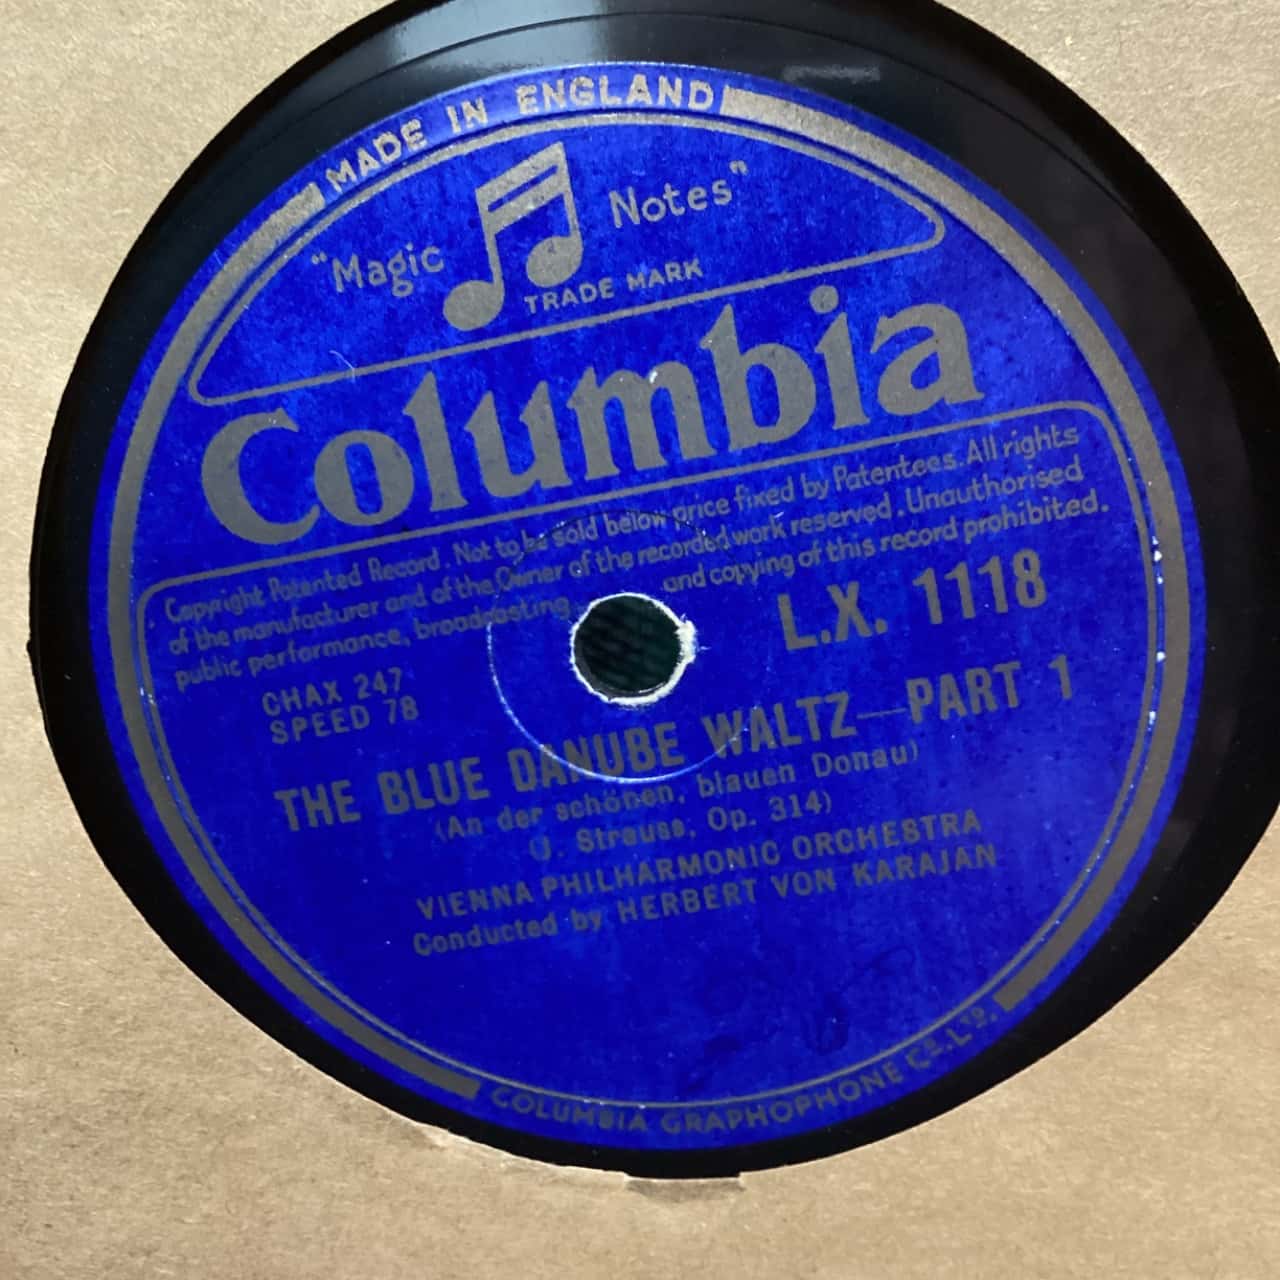 MADE IN ENGLAND
"Magic Notes"
TRADE MARK
Columbia
Copyright Patented Record. Not to be sold below price fixed by Patentees. All rights
of the manufacturer and of the Owner of the recorded work reserved. Unauthorised
public performance, broadcasting and copying of this record prohibited.
L.X. 1118
CHAX 247
SPEED 78
THE BLUE DANUBE WALTZ—PART 1
(An der schönen, blauen Donau)
(J. Strauss, Op. 314)
VIENNA PHILHARMONIC ORCHESTRA
Conducted by HERBERT VON KARAJAN
COLUMBIA GRAPHOPHONE Co. LTD.